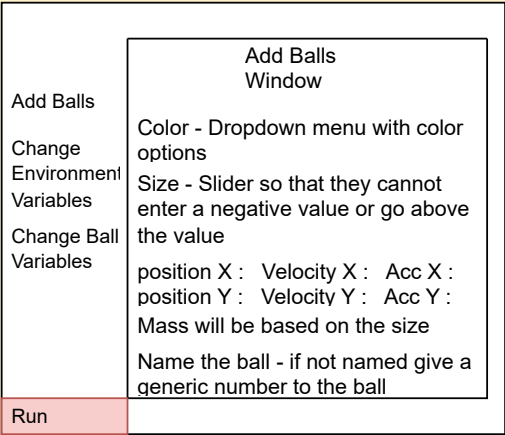 Add Balls
Window
Add Balls
Change
Environment
Variables
Change Ball
Variables
Color - Dropdown menu with color
options
Size - Slider so that they cannot
enter a negative value or go above
the value
position X : Velocity X : Acc X :
position Y : Velocity Y : Acc Y :
Mass will be based on the size
Name the ball - if not named give a
generic number to the ball
Run